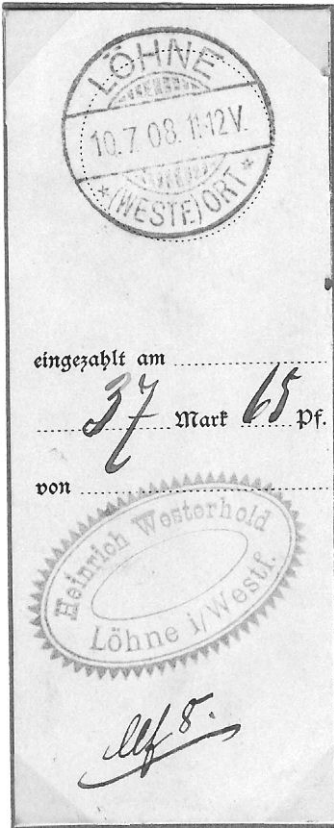 LÖHNE
10.7.08.11-12V.
* (WESTF) ORT *
eingezahlt am
37 Mark 65 Pf.
von
Heinrich Westerhold
Löhne i/Westf.